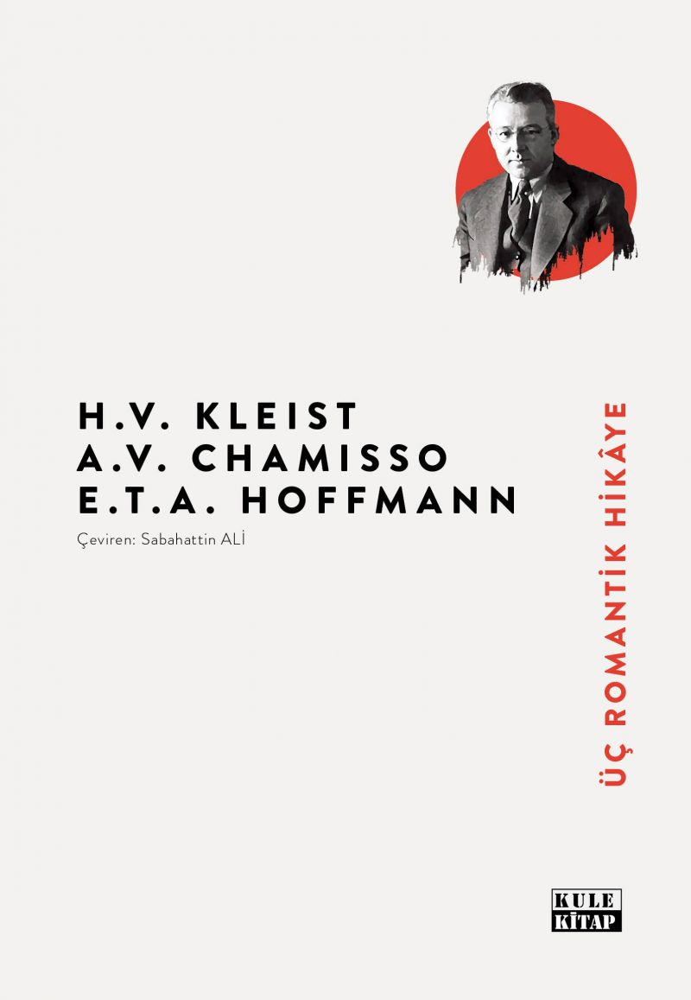 H.V. KLEIST
A.V. CHAMISSO
E.T.A. HOFFMANN
Çeviren: Sabahattin ALİ
ÜÇ ROMANTİK HİKÂYE
KULE
KİTAP